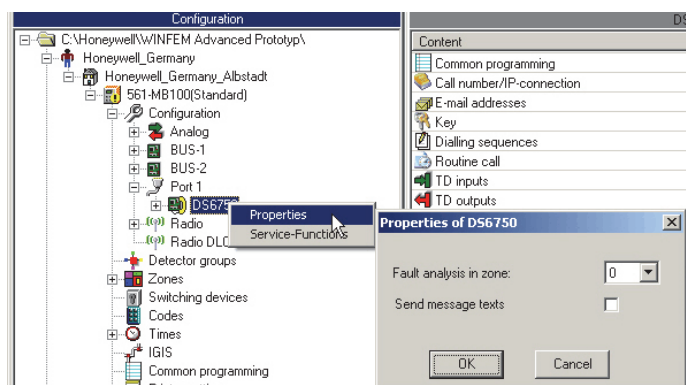 Configuration
DS
C:\Honeywell\WINFEM Advanced Prototyp\
Honeywell_Germany
Honeywell_Germany_Albstadt
561-MB100(Standard)
Configuration
Analog
BUS-1
BUS-2
Port 1
Radio
Detector groups
Zones
Switching devices
Codes
Times
IGIS
Common programming
Properties
Service-Functions
Content
Common programming
Call number/IP-connection
E-mail addresses
Key
Dialling sequences
Routine call
TD inputs
TD outputs
Properties of DS6750
Fault analysis in zone:
0
Send message texts
OK
Cancel